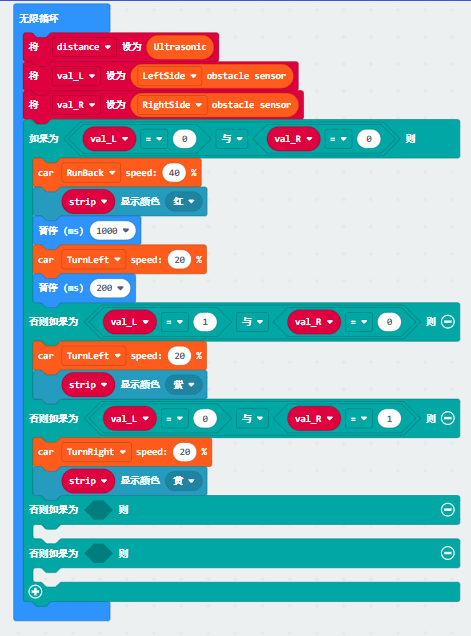 无限循环
将 distance 设为 Ultrasonic
将 val_L 设为 LeftSide obstacle sensor
将 val_R 设为 RightSide obstacle sensor
如果为 val_L = 0 与 val_R = 0 则
car RunBack speed: 40 %
strip 显示颜色 红
暂停 (ms) 1000
car TurnLeft speed: 20 %
暂停 (ms) 200
否则如果为 val_L = 1 与 val_R = 0 则
car TurnLeft speed: 20 %
strip 显示颜色 紫
否则如果为 val_L = 0 与 val_R = 1 则
car TurnRight speed: 20 %
strip 显示颜色 黄
否则如果为 则
否则如果为 则